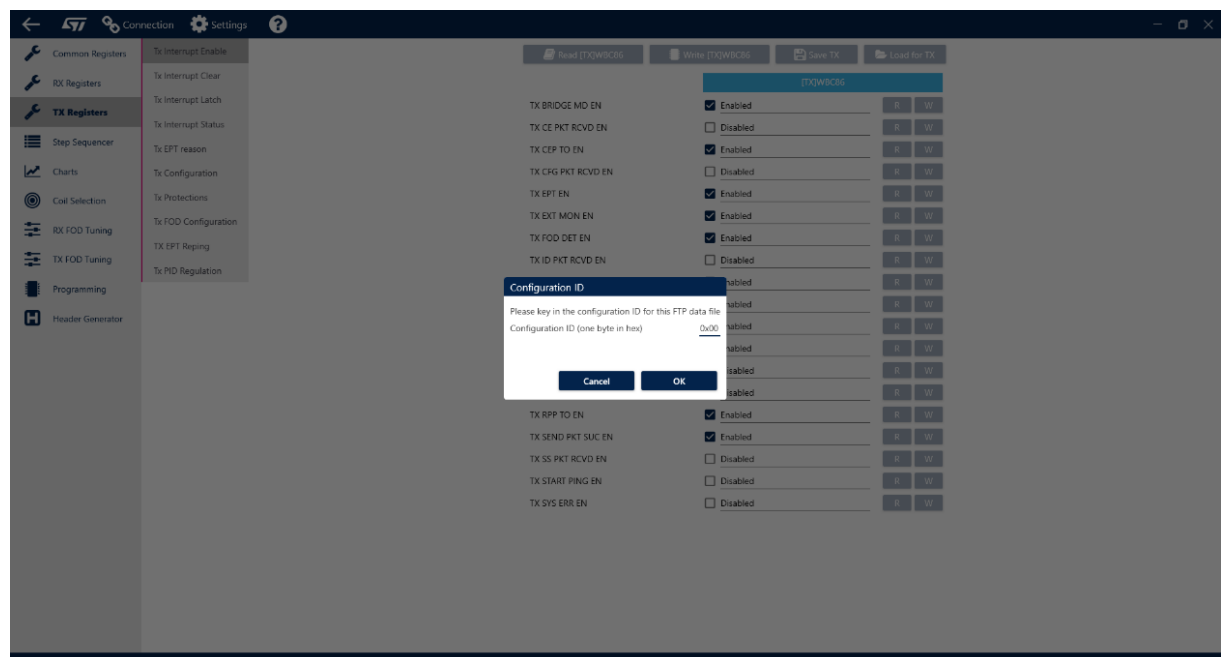 Connection Settings ?
Common Registers
RX Registers
TX Registers
Step Sequencer
Charts
Coil Selection
RX FOD Tuning
TX FOD Tuning
Programming
H Header Generator
Tx Interrupt Enable
Tx Interrupt Clear
Tx Interrupt Latch
Tx Interrupt Status
Tx EPT reason
Tx Configuration
Tx Protections
Tx FOD Configuration
TX EPT Reping
Tx PID Regulation
Read [TX]WBC86 Write [TX]WBC86 Save TX Load for TX
[TX]WBC86
TX BRIDGE MD EN Enabled R W
TX CE PKT RCVD EN Disabled R W
TX CEP TO EN Enabled R W
TX CFG PKT RCVD EN Disabled R W
TX EPT EN Enabled R W
TX EXT MON EN Enabled R W
TX FOD DET EN Enabled R W
TX ID PKT RCVD EN Disabled R W
R W
R W
R W
R W
R W
R W
Configuration ID
Please key in the configuration ID for this FTP data file
Configuration ID (one byte in hex) 0x00
Cancel OK
TX RPP TO EN Enabled R W
TX SEND PKT SUC EN Enabled R W
TX SS PKT RCVD EN Disabled R W
TX START PING EN Disabled R W
TX SYS ERR EN Disabled R W